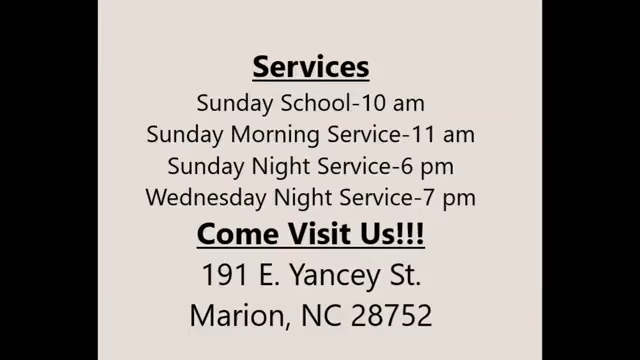 Services
Sunday School-10 am
Sunday Morning Service-11 am
Sunday Night Service-6 pm
Wednesday Night Service-7 pm
Come Visit Us!!!
191 E. Yancey St.
Marion, NC 28752